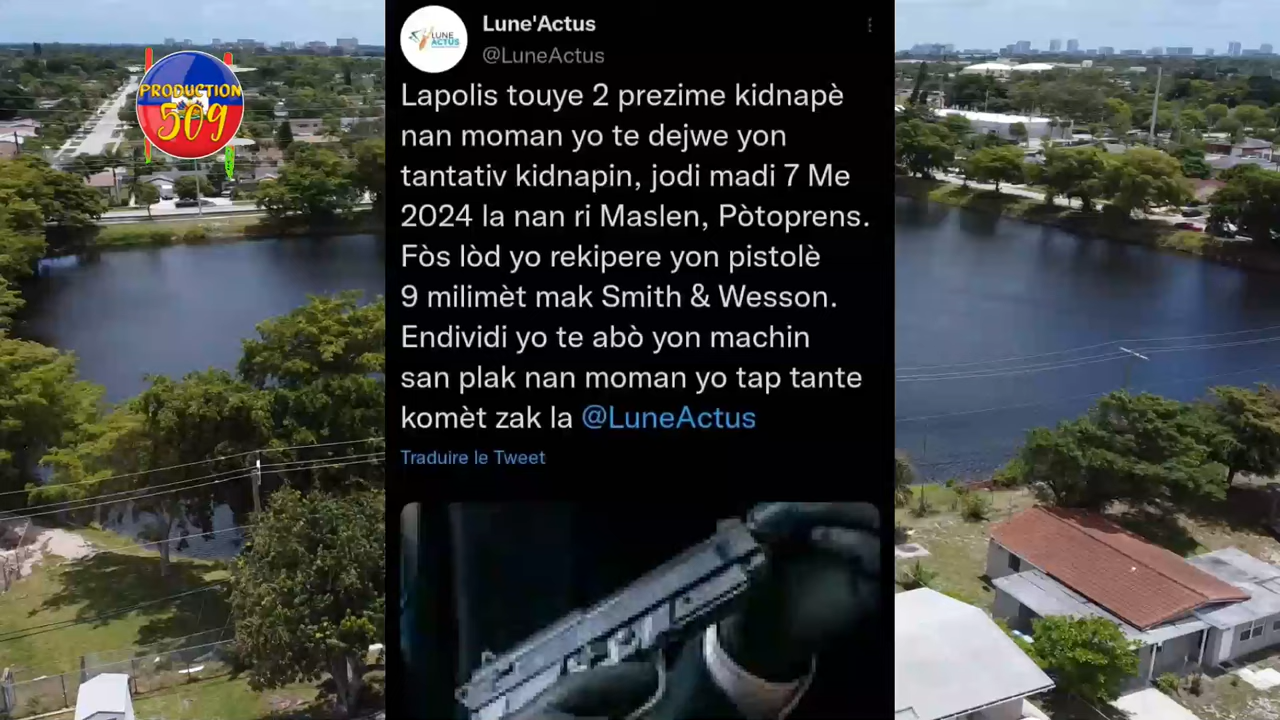 PRODUCTION
509
Lune'Actus
@LuneActus
LUNE
ACTUS
Lapolis touye 2 prezime kidnapè
nan moman yo te dejwe yon
tantativ kidnapin, jodi madi 7 Me
2024 la nan ri Maslen, Pòtoprens.
Fòs lòd yo rekipere yon pistolè
9 milimèt mak Smith & Wesson.
Endividi yo te abò yon machin
san plak nan moman yo tap tante
komèt zak la @LuneActus
Traduire le Tweet